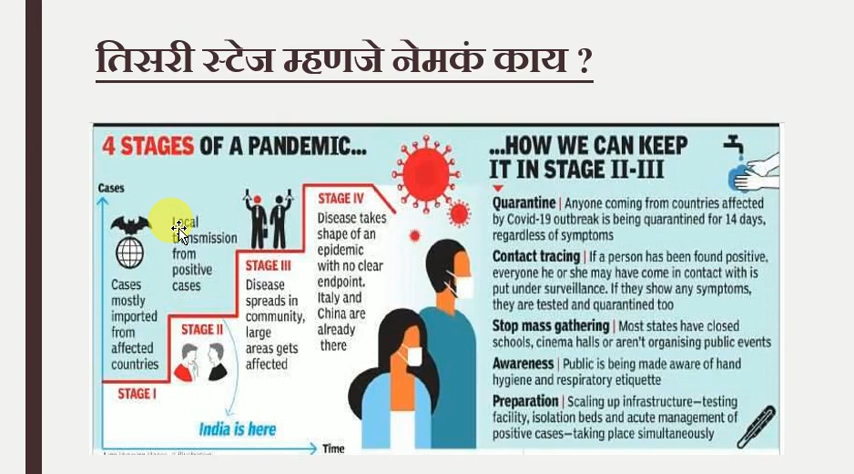 तिसरी स्टेज म्हणजे नेमकं काय ?
4 STAGES OF A PANDEMIC...
Cases
Local
transmission
from
positive
cases
Cases
mostly
imported
from
affected
countries
STAGE I
STAGE II
India is here
STAGE III
Disease
spreads in
community,
large
areas gets
affected
STAGE IV
Disease takes
shape of an
epidemic
with no clear
endpoint.
Italy and
China are
already
there
Time
...HOW WE CAN KEEP
IT IN STAGE II-III
Quarantine | Anyone coming from countries affected
by Covid-19 outbreak is being quarantined for 14 days,
regardless of symptoms
Contact tracing | If a person has been found positive,
everyone he or she may have come in contact with is
put under surveillance. If they show any symptoms,
they are tested and quarantined too
Stop mass gathering | Most states have closed
schools, cinema halls or aren't organising public events
Awareness | Public is being made aware of hand
hygiene and respiratory etiquette
Preparation | Scaling up infrastructure—testing
facility, isolation beds and acute management of
positive cases—taking place simultaneously